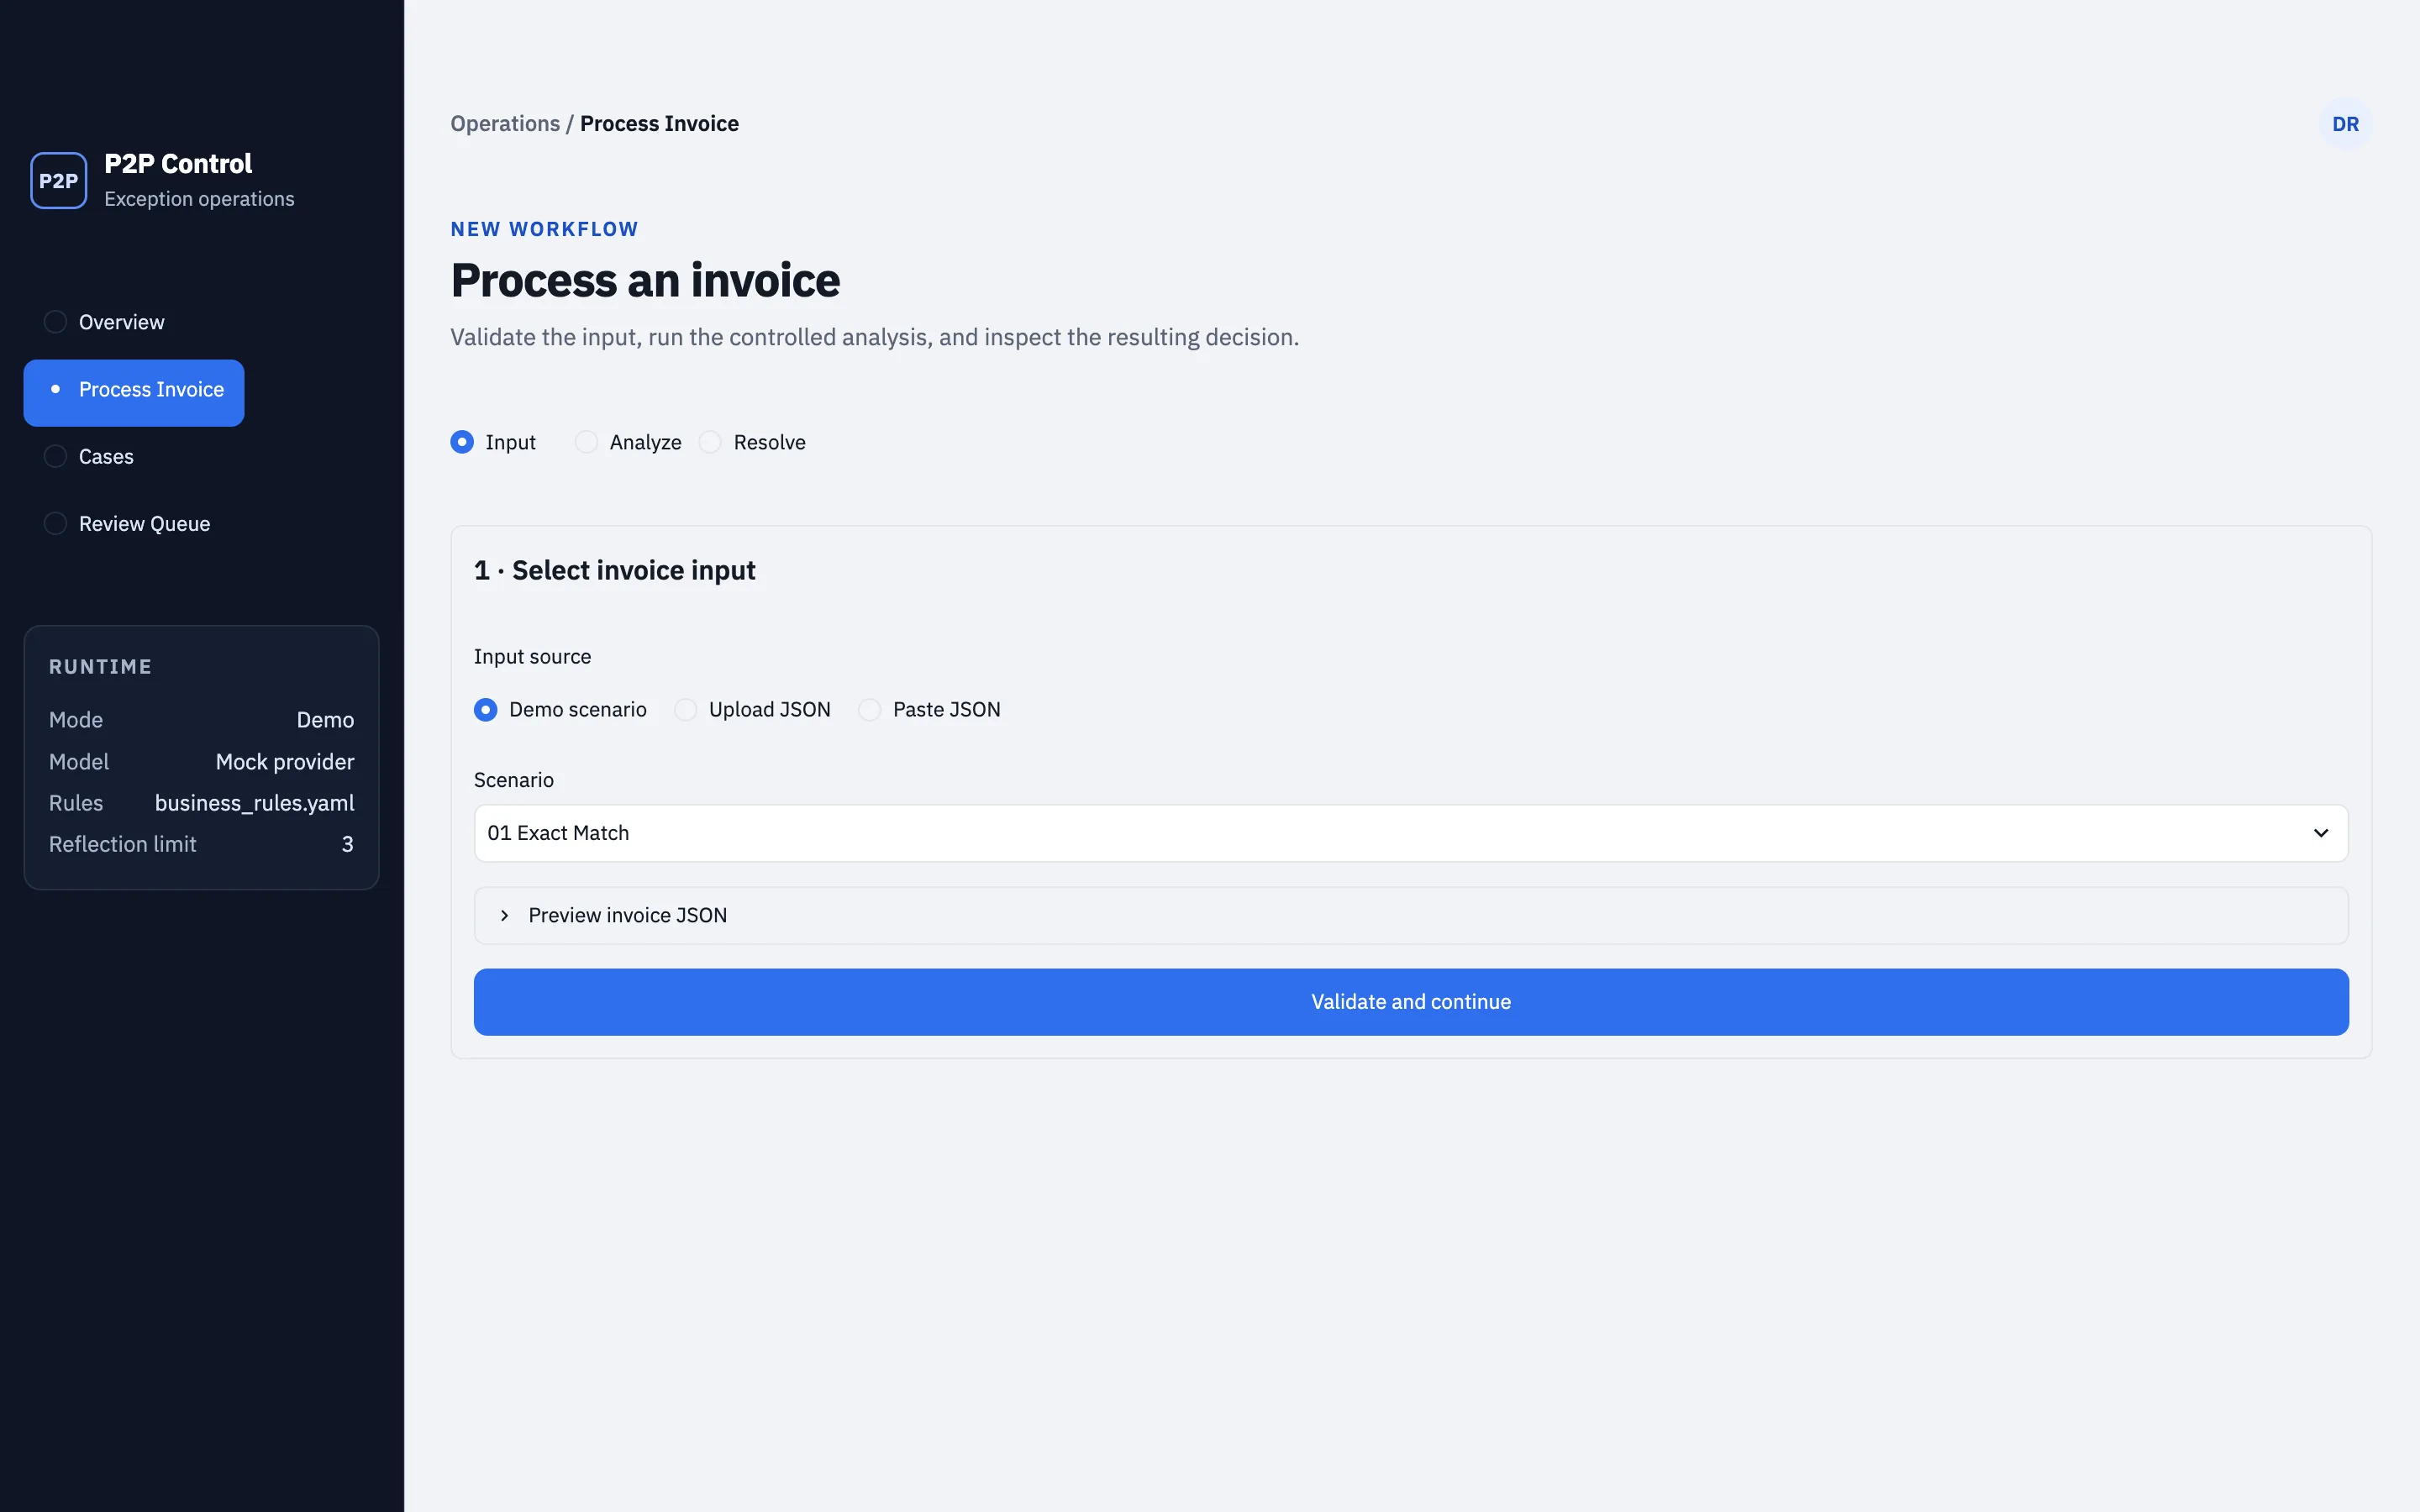 P2P
P2P Control
Exception operations
Overview
Process Invoice
Cases
Review Queue
RUNTIME
Mode Demo
Model Mock provider
Rules business_rules.yaml
Reflection limit 3
Operations / Process Invoice
DR
NEW WORKFLOW
Process an invoice
Validate the input, run the controlled analysis, and inspect the resulting decision.
Input Analyze Resolve
1 · Select invoice input
Input source
Demo scenario Upload JSON Paste JSON
Scenario
01 Exact Match
Preview invoice JSON
Validate and continue